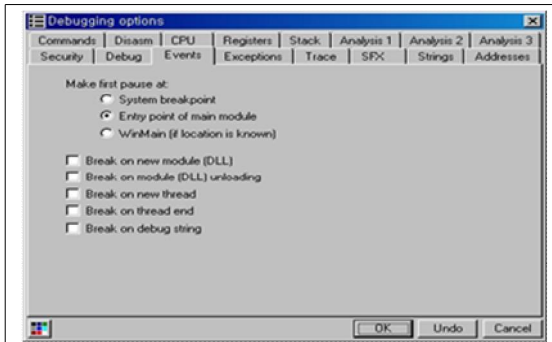 Debugging options
Commands Disasm CPU Registers Stack Analysis 1 Analysis 2 Analysis 3
Security Debug Events Exceptions Trace SFX Strings Addresses
Make first pause at:
System breakpoint
Entry point of main module
WinMain (if location is known)
Break on new module (DLL)
Break on module (DLL) unloading
Break on new thread
Break on thread end
Break on debug string
OK Undo Cancel